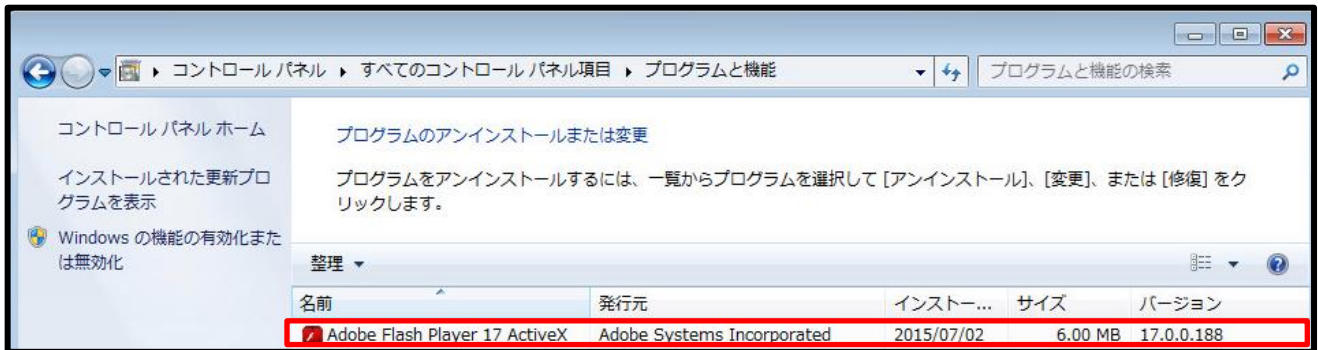 コントロール パネル ▸ すべてのコントロール パネル項目 ▸ プログラムと機能
プログラムと機能の検索
コントロール パネル ホーム
インストールされた更新プロ
グラムを表示
Windows の機能の有効化また
は無効化
プログラムのアンインストールまたは変更
プログラムをアンインストールするには、一覧からプログラムを選択して [アンインストール]、[変更]、または [修復] をク
リックします。
整理
名前 発行元 インストー... サイズ バージョン
Adobe Flash Player 17 ActiveX Adobe Systems Incorporated 2015/07/02 6.00 MB 17.0.0.188